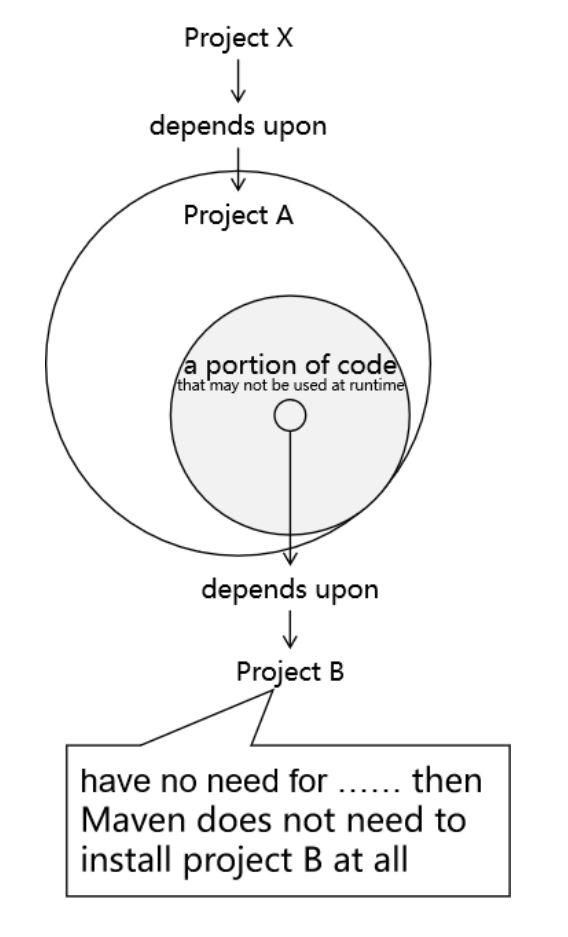 Project X
depends upon
Project A
a portion of code
that may not be used at runtime
depends upon
Project B
have no need for …… then
Maven does not need to
install project B at all